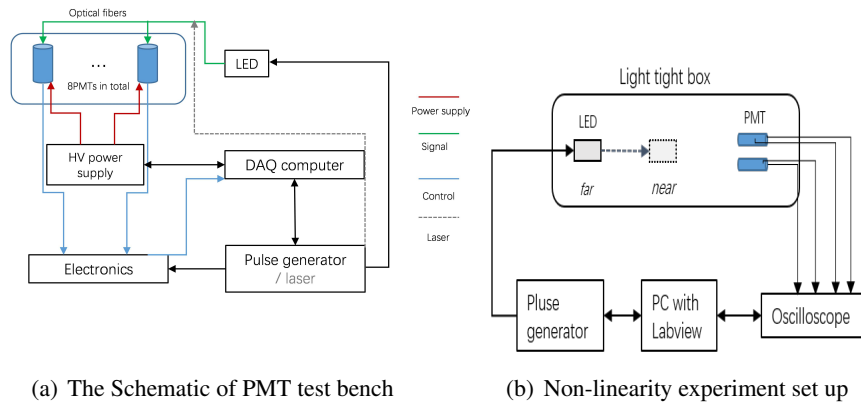 Optical fibers
...
8PMTs in total
LED
HV power
supply
DAQ computer
Electronics
Pulse generator
/ laser
Power supply
Signal
Control
Laser
(a) The Schematic of PMT test bench
Light tight box
LED
PMT
far
near
Pluse
generator
PC with
Labview
Oscilloscope
(b) Non-linearity experiment set up